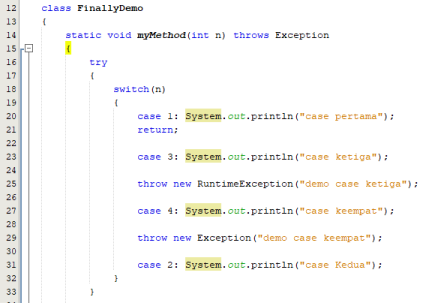 12 class FinallyDemo
13 {
14 static void myMethod(int n) throws Exception
15 {
16 try
17 {
18 switch(n)
19 {
20 case 1: System.out.println("case pertama");
21 return;
22
23 case 3: System.out.println("case ketiga");
24
25 throw new RuntimeException("demo case ketiga");
26
27 case 4: System.out.println("case keempat");
28
29 throw new Exception("demo case keempat");
30
31 case 2: System.out.println("case Kedua");
32 }
33 }